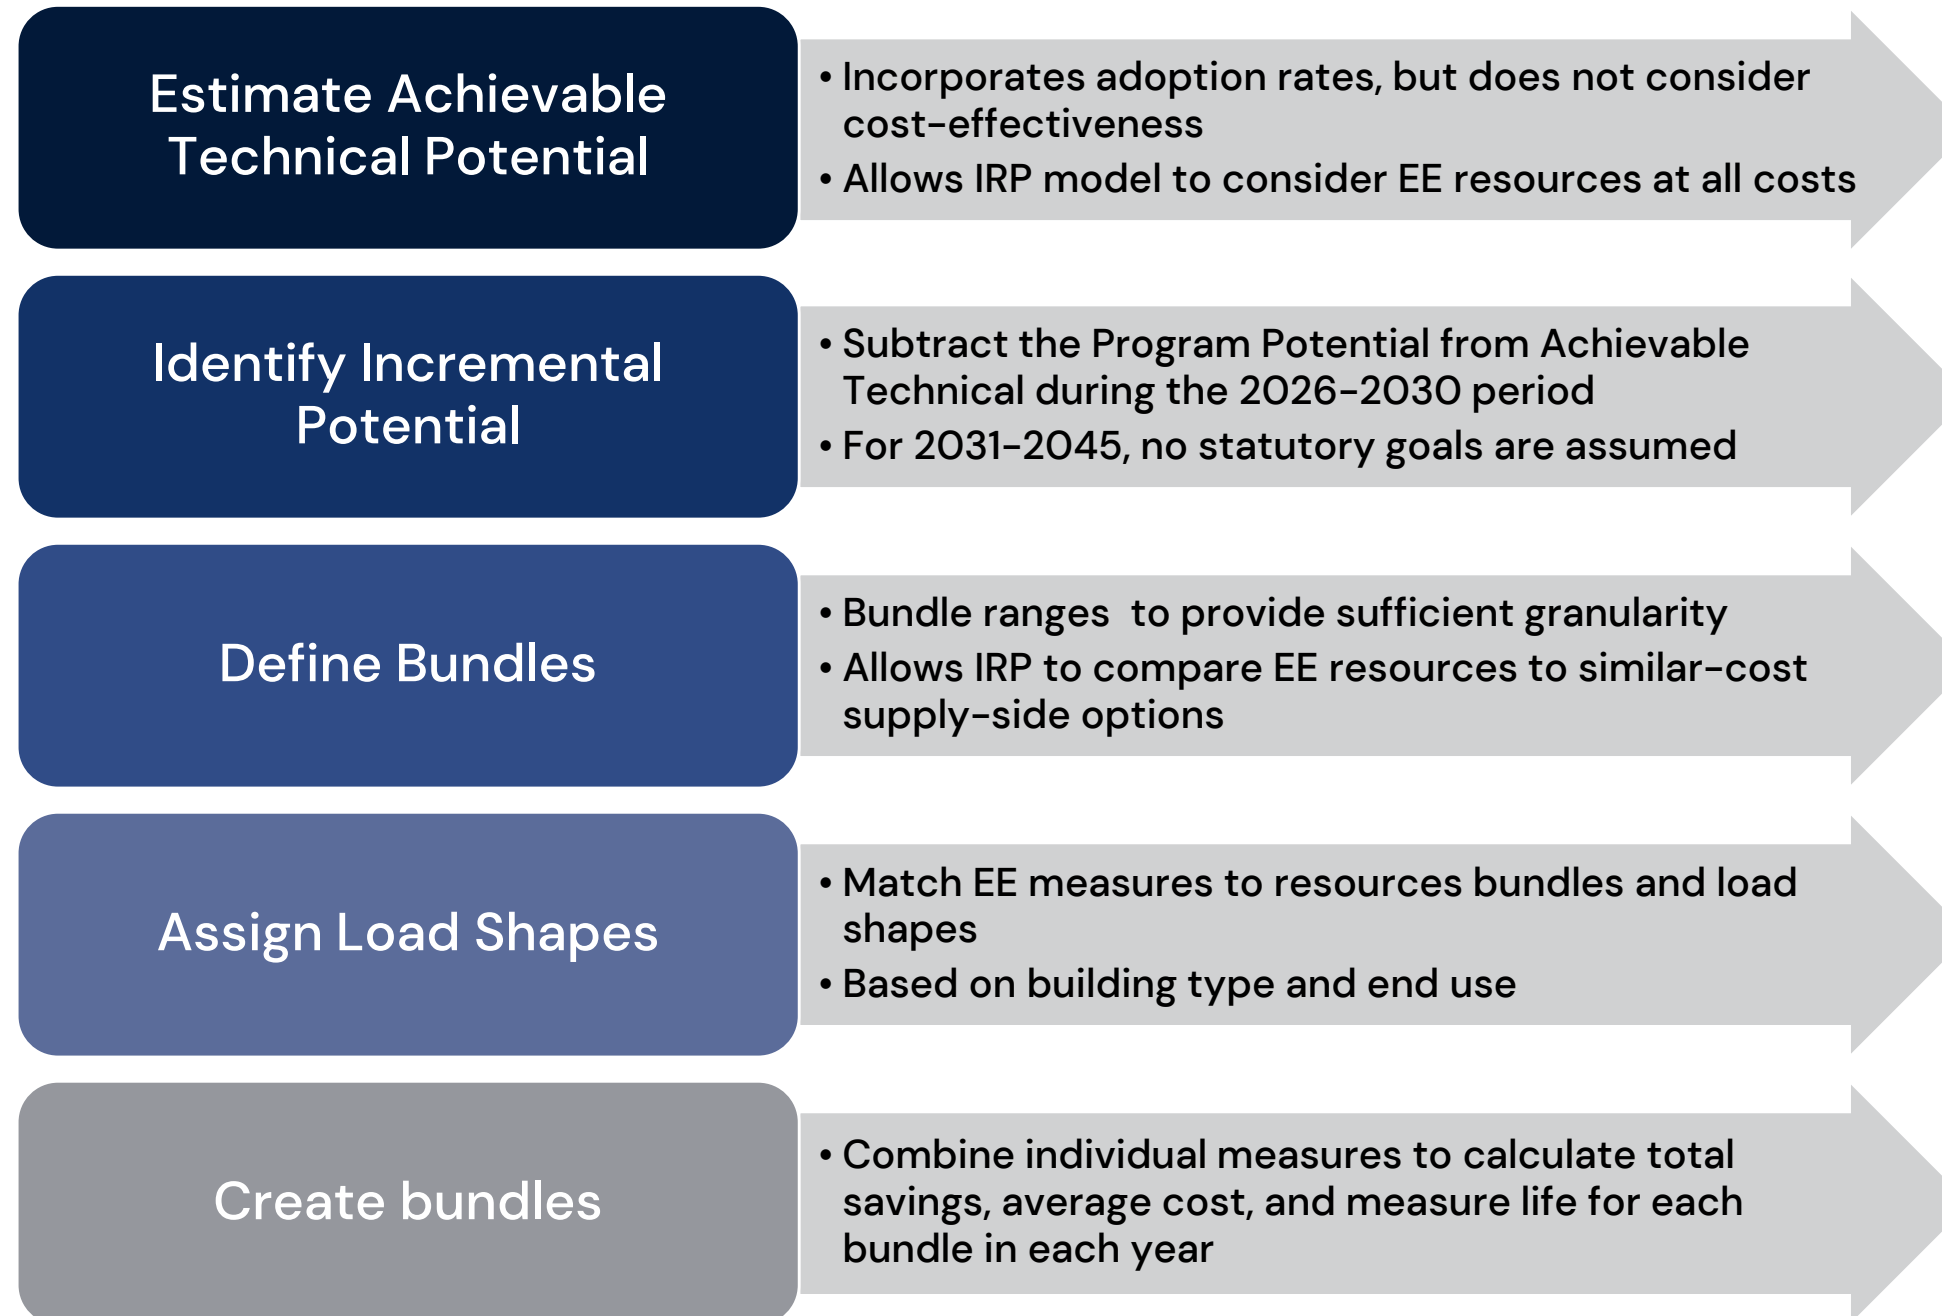 Estimate Achievable
Technical Potential
• Incorporates adoption rates, but does not consider
cost-effectiveness
• Allows IRP model to consider EE resources at all costs
Identify Incremental
Potential
• Subtract the Program Potential from Achievable
Technical during the 2026-2030 period
• For 2031-2045, no statutory goals are assumed
Define Bundles
• Bundle ranges  to provide sufficient granularity
• Allows IRP to compare EE resources to similar-cost
supply-side options
Assign Load Shapes
• Match EE measures to resources bundles and load
shapes
• Based on building type and end use
Create bundles
• Combine individual measures to calculate total
savings, average cost, and measure life for each
bundle in each year